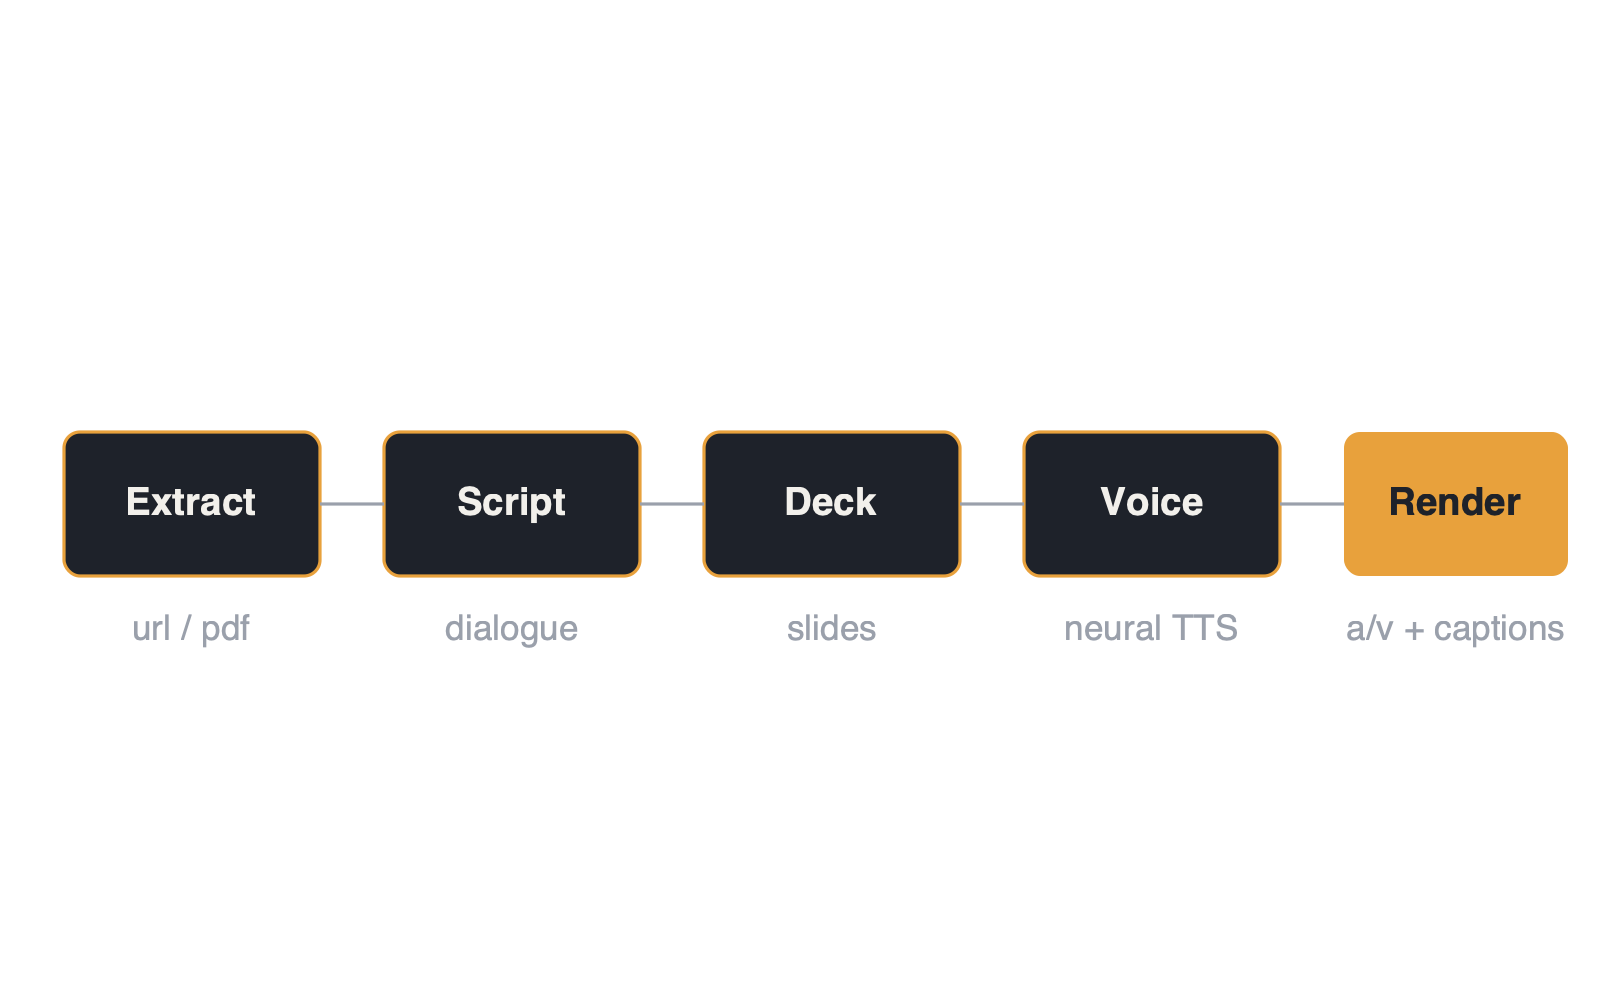 Extract
Script
Deck
Voice
Render
url / pdf
dialogue
slides
neural TTS
a/v + captions